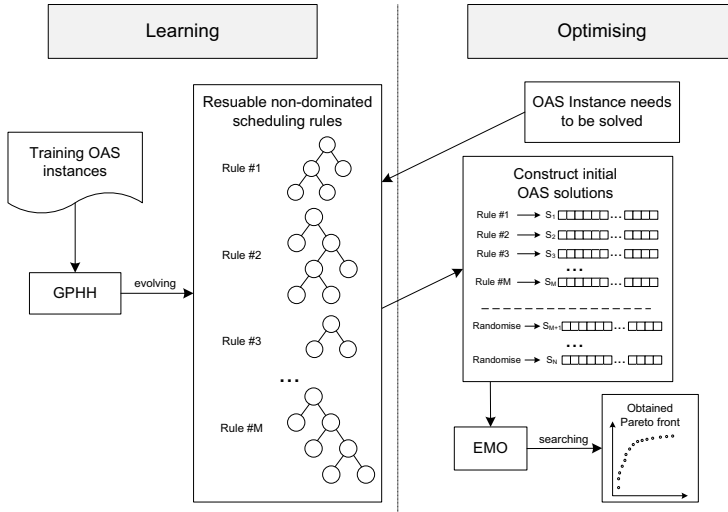 Learning
Optimising
Resuable non-dominated
scheduling rules
OAS Instance needs
to be solved
Training OAS
instances
Rule #1
Rule #2
Rule #3
...
Rule #M
GPHH
evolving
Construct initial
OAS solutions
Rule #1 S1 ...
Rule #2 S2 ...
Rule #3 S3 ...
...
Rule #M SM ...
Randomise SM+1 ...
...
Randomise SN ...
EMO
searching
Obtained
Pareto front